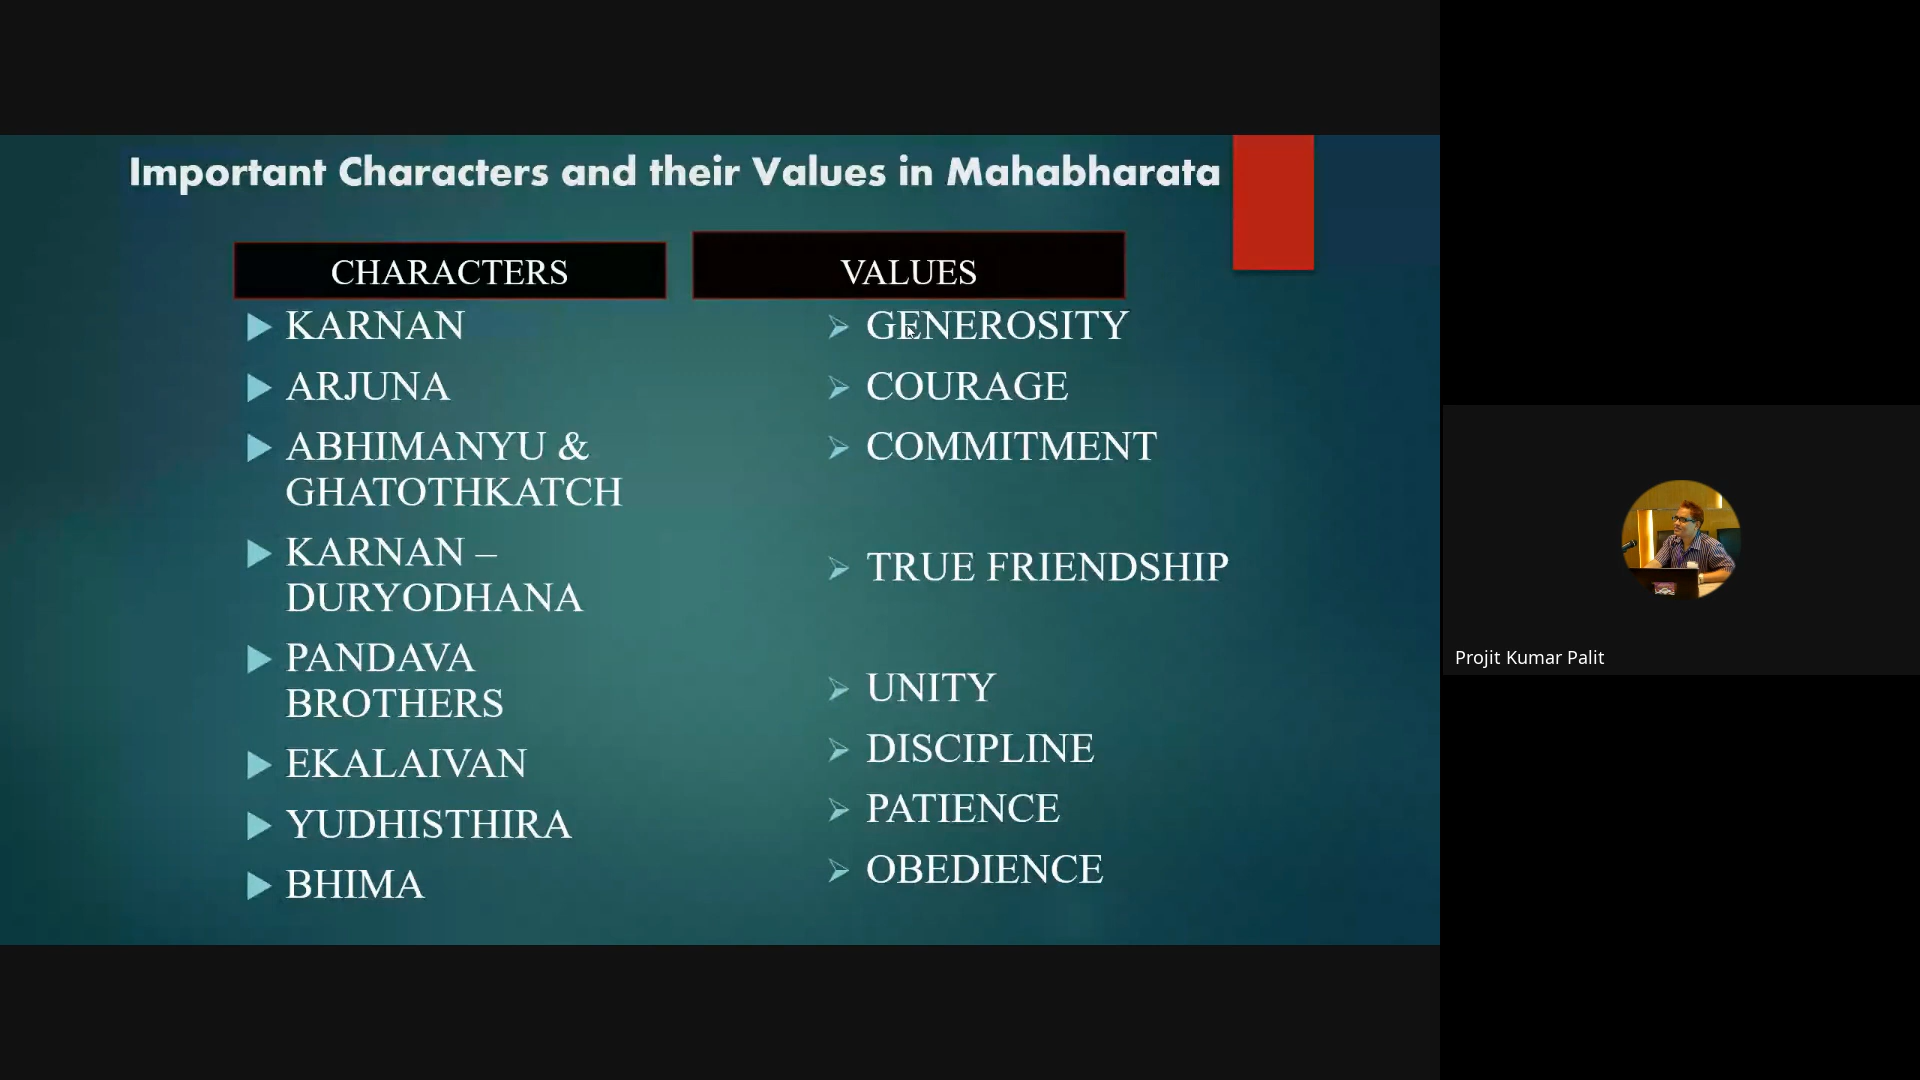 Important Characters and their Values in Mahabharata
CHARACTERS
KARNAN
ARJUNA
ABHIMANYU &
GHATOTHKATCH
KARNAN –
DURYODHANA
PANDAVA
BROTHERS
EKALAIVAN
YUDHISTHIRA
BHIMA
VALUES
GENEROSITY
COURAGE
COMMITMENT
TRUE FRIENDSHIP
UNITY
DISCIPLINE
PATIENCE
OBEDIENCE
Projit Kumar Palit